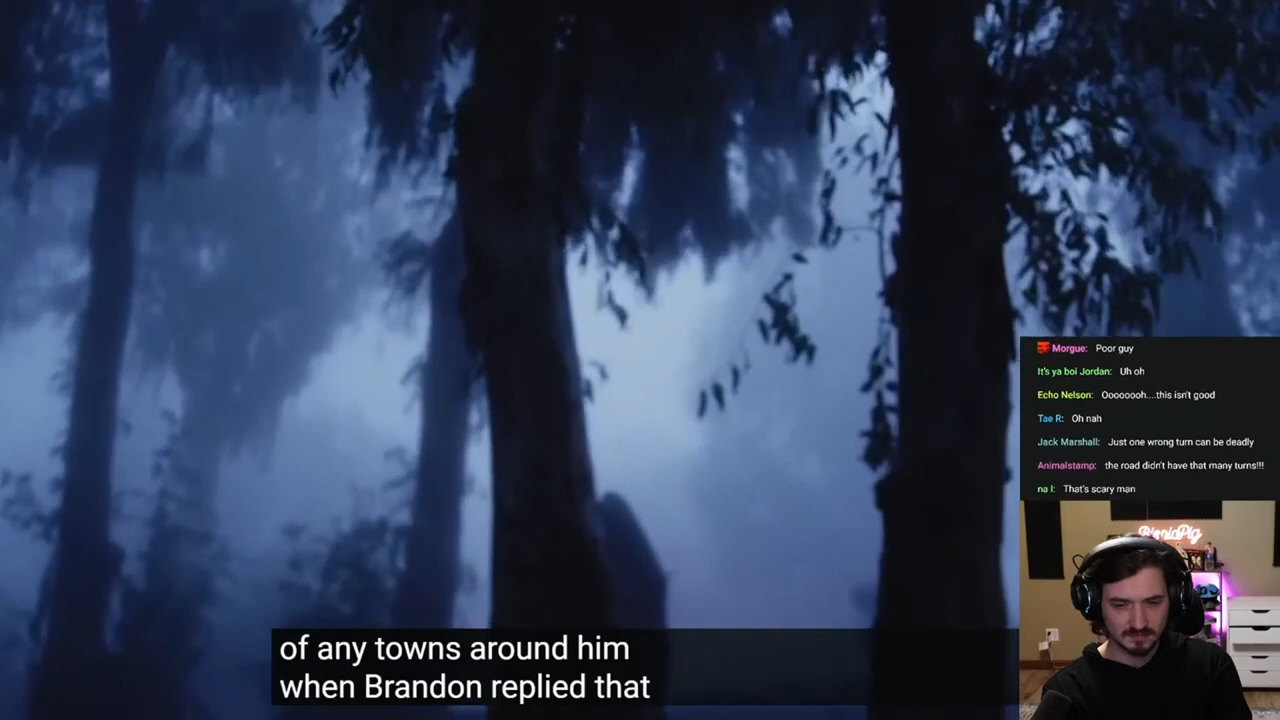 Morgue: Poor guy
It's ya boi Jordan: Uh oh
Echo Nelson: Oooooooh....this isn't good
Tae R: Oh nah
Jack Marshall: Just one wrong turn can be deadly
Animalstamp: the road didn't have that many turns!!!
na I: That's scary man
BionicPig
of any towns around him
when Brandon replied that